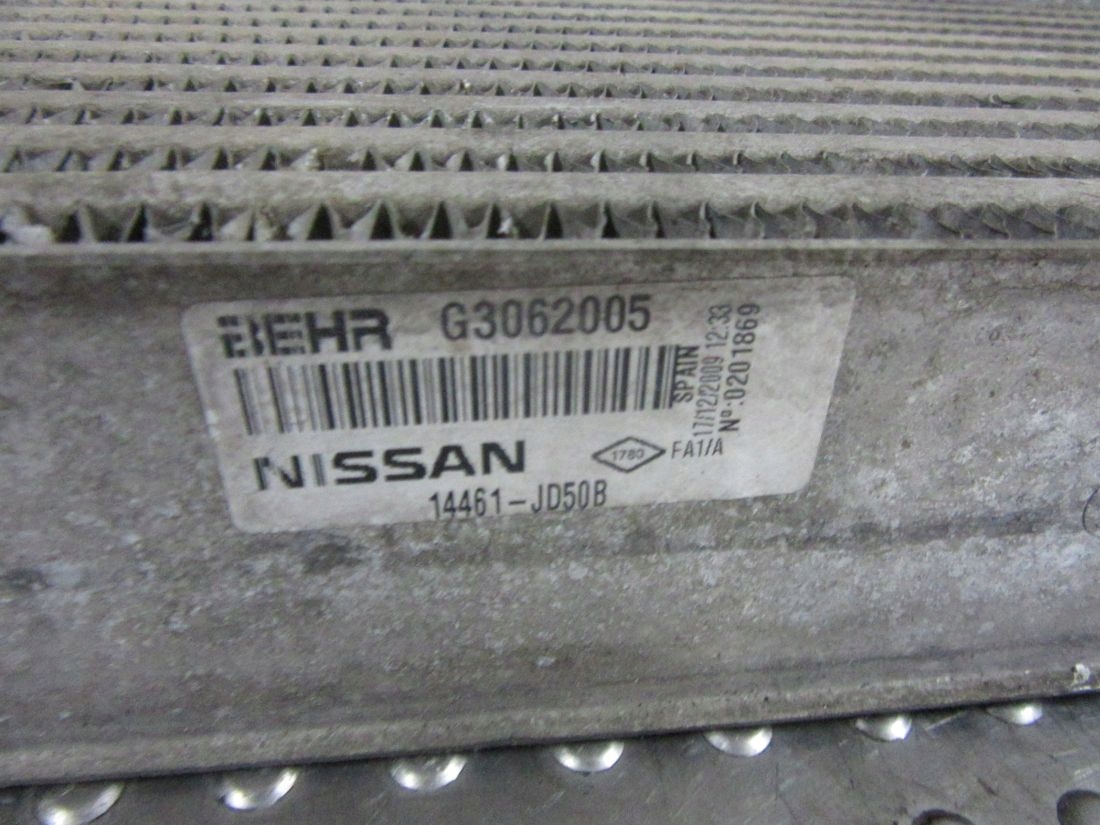 BEHR G3062005
SPAIN
17/12/2009 12:33
Nº:0201869
NISSAN 1780 FA1/A
14461-JD50B